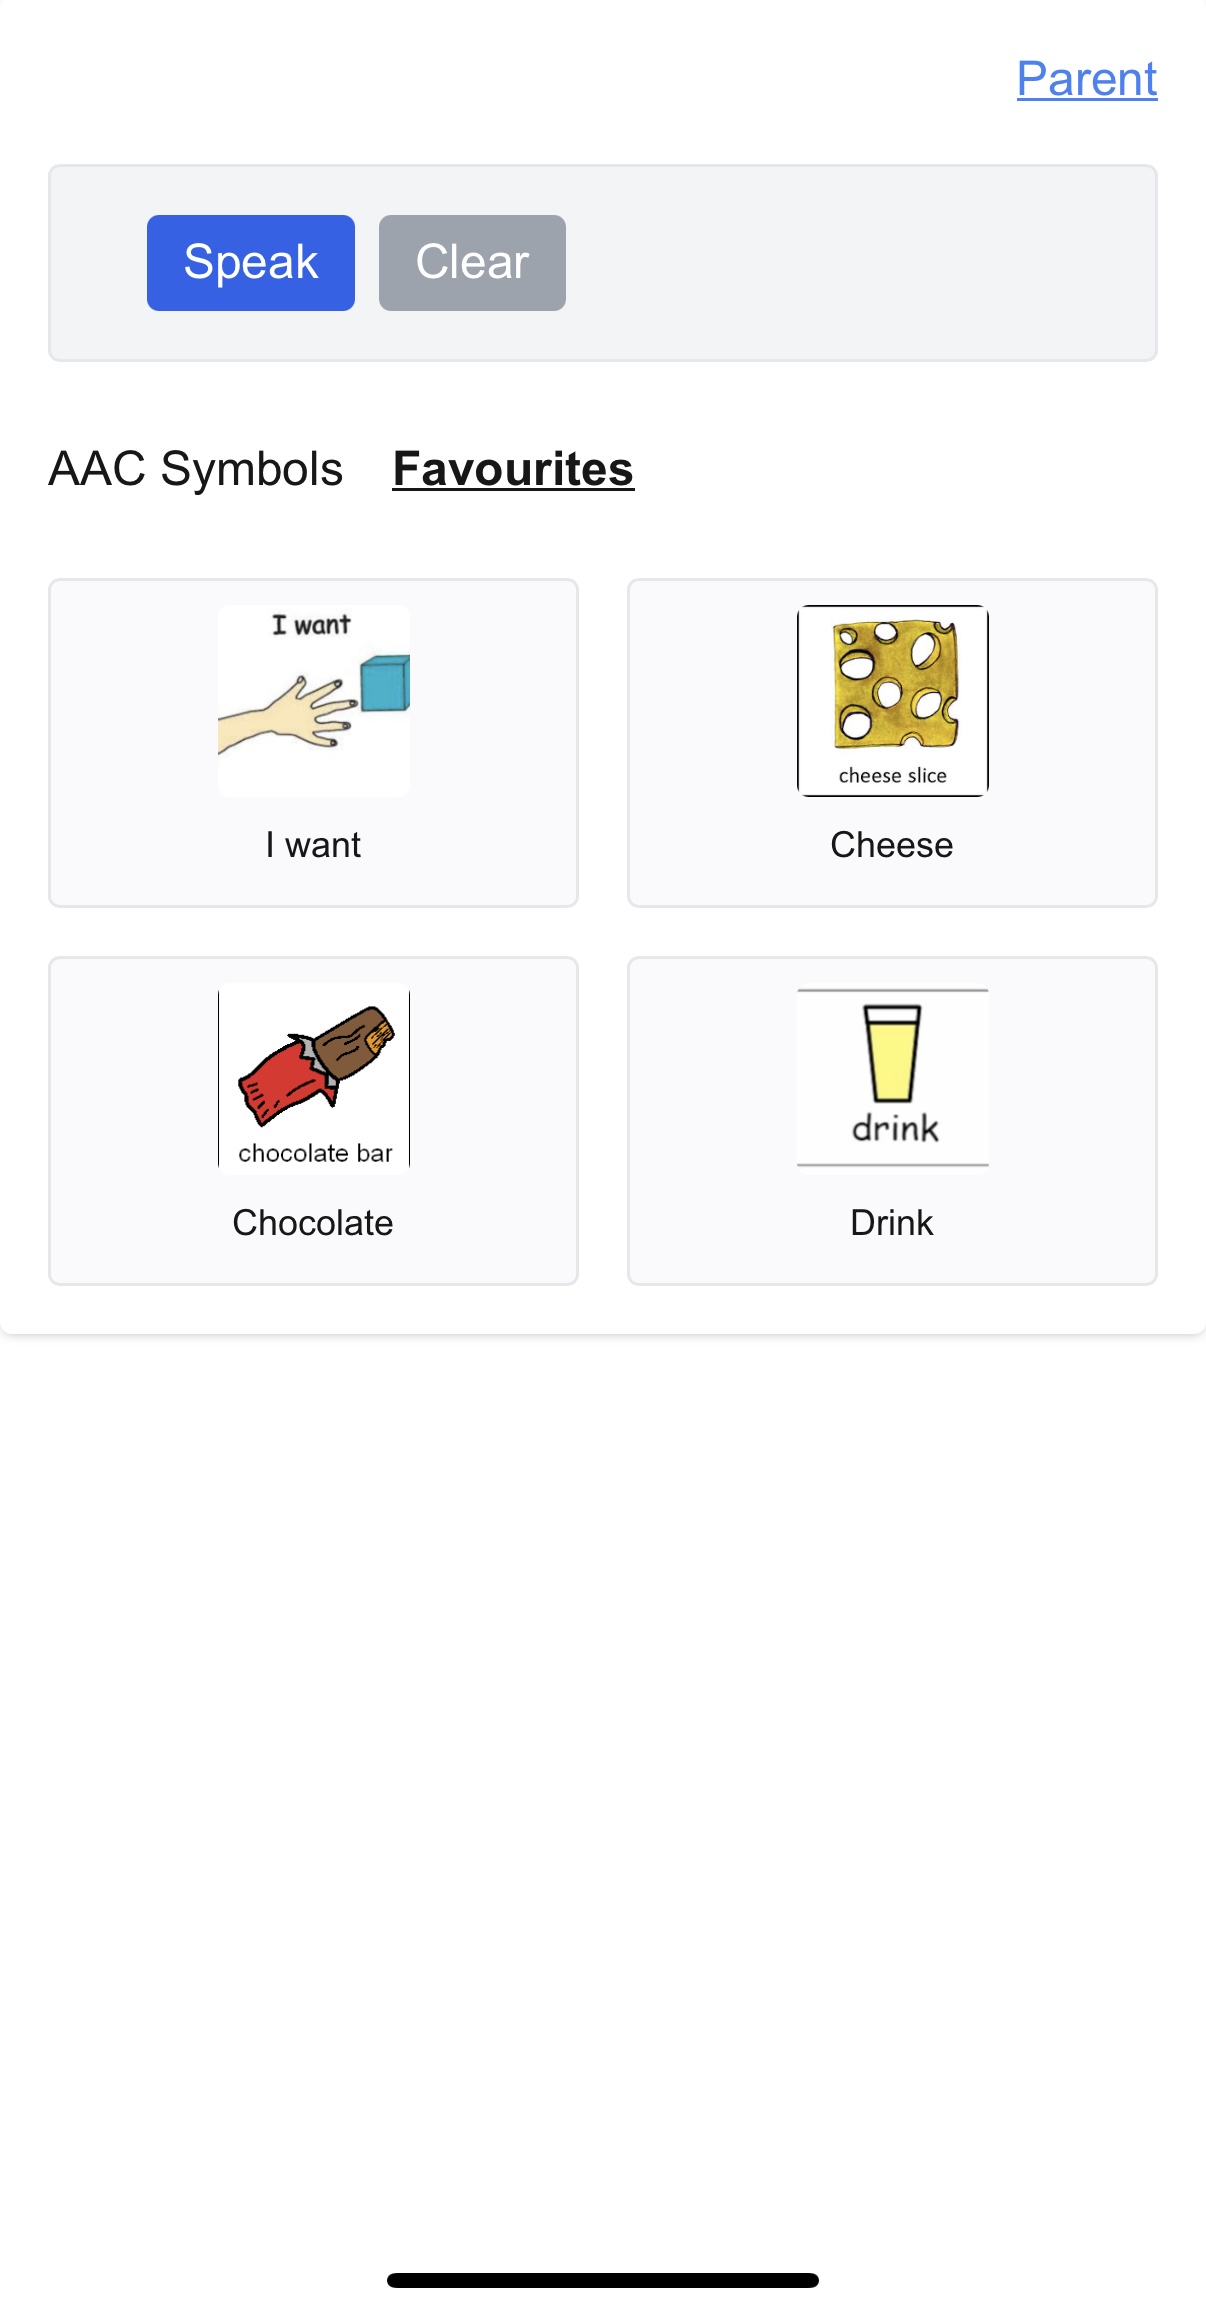 Parent
Speak Clear
AAC Symbols Favourites
I want
I want
cheese slice
Cheese
chocolate bar
Chocolate
drink
Drink